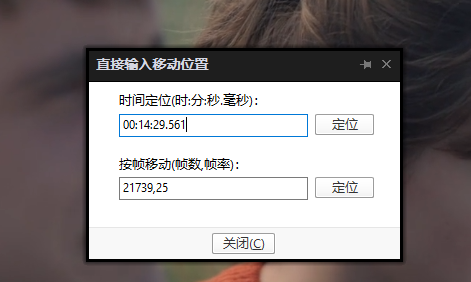 直接输入移动位置
时间定位(时:分:秒.毫秒):
00:14:29.561
定位
按帧移动(帧数,帧率):
21739,25
定位
关闭(C)